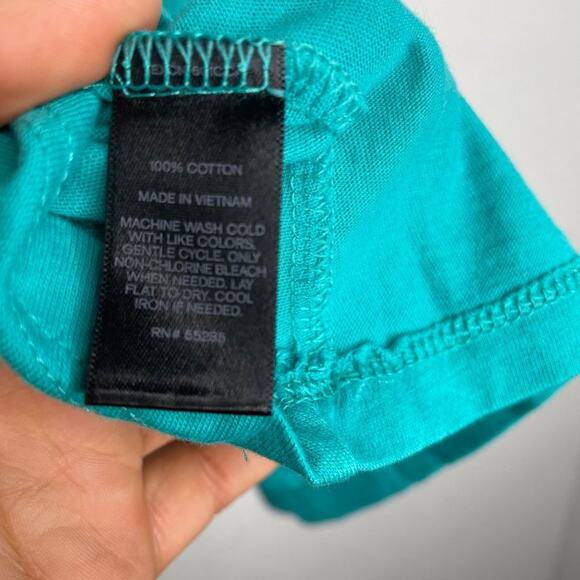 100% COTTON
MADE IN VIETNAM
MACHINE WASH COLD
WITH LIKE COLORS,
GENTLE CYCLE. ONLY
NON-CHLORINE BLEACH
WHEN NEEDED. LAY
FLAT TO DRY. COOL
IRON IF NEEDED.
RN# 55285